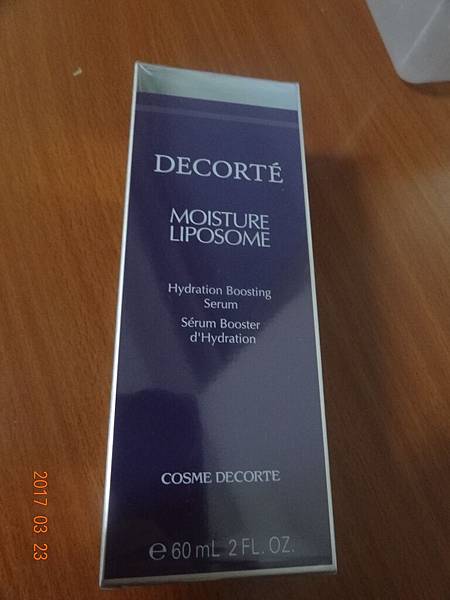 DECORTÉ
MOISTURE
LIPOSOME
Hydration Boosting
Serum
Sérum Booster
d'Hydration
COSME DECORTE
℮ 60 mL 2 FL. OZ.
2017 03 23